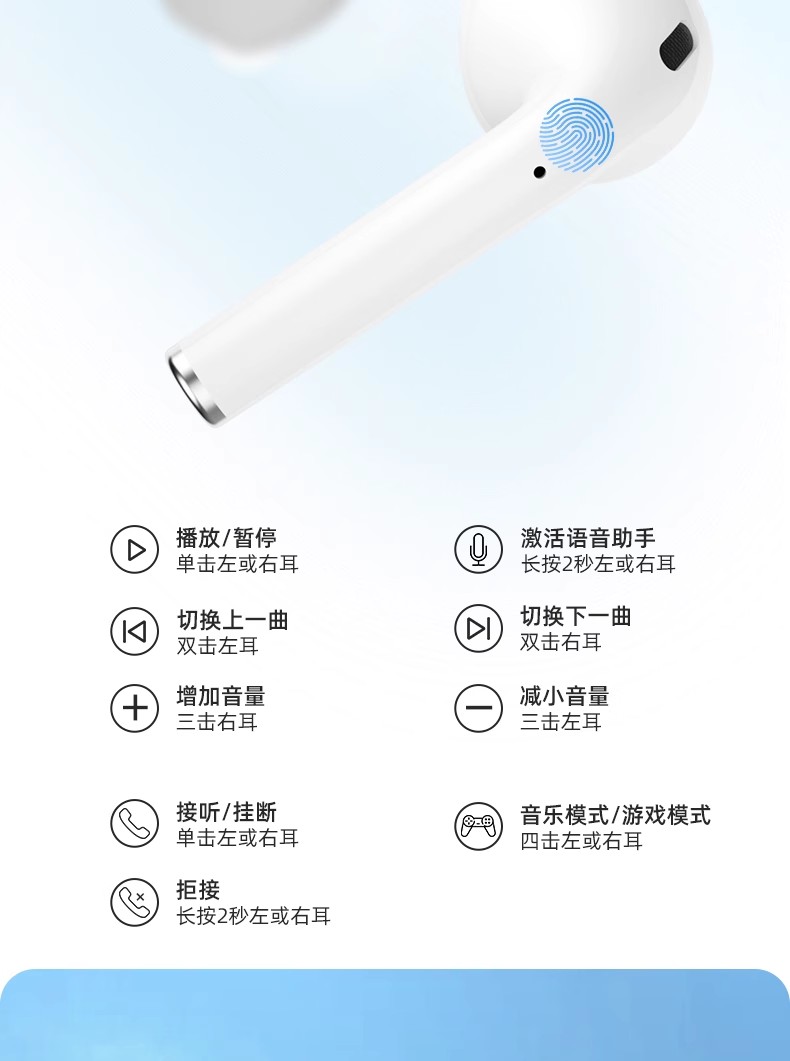 播放/暂停
单击左或右耳
激活语音助手
长按2秒左或右耳
切换上一曲
双击左耳
切换下一曲
双击右耳
增加音量
三击右耳
减小音量
三击左耳
接听/挂断
单击左或右耳
音乐模式/游戏模式
四击左或右耳
拒接
长按2秒左或右耳